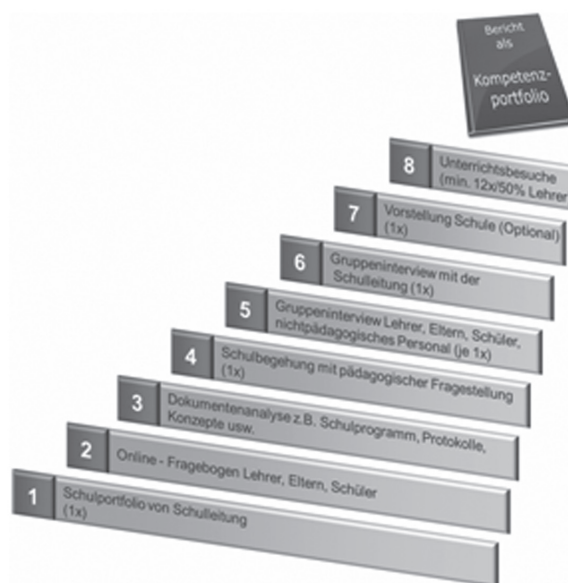 Bericht
als
Kompetenz-
portfolio
8 Unterrichtsbesuche
(min. 12x/50% Lehrer
7 Vorstellung Schule (Optional)
(1x)
6 Gruppeninterview mit der
Schulleitung (1x)
5 Gruppeninterview Lehrer, Eltern, Schüler,
nichtpädagogisches Personal (je 1x)
4 Schulbegehung mit pädagogischer Fragestellung
(1x)
3 Dokumentenanalyse z.B. Schulprogramm, Protokolle,
Konzepte usw.
2 Online - Fragebogen Lehrer, Eltern, Schüler
1 Schulportfolio von Schulleitung
(1x)